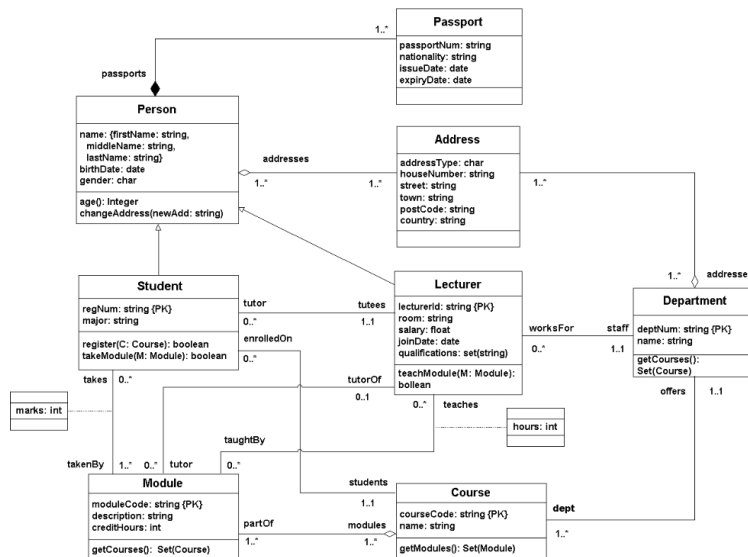 Passport
passportNum: string
nationality: string
issueDate: date
expiryDate: date
1..*
passports
Person
name: {firstName: string,
middleName: string,
lastName: string}
birthDate: date
gender: char
age(): Integer
changeAddress(newAdd: string)
addresses
1..*
1..*
Address
addressType: char
houseNumber: string
street: string
town: string
postCode: string
country: string
1..*
1..*
addresses
Student
regNum: string {PK}
major: string
register(C: Course): boolean
takeModule(M: Module): boolean
tutor
tutees
0..*
1..1
enrolledOn
0..*
Lecturer
lecturerId: string {PK}
room: string
salary: float
joinDate: date
qualifications: set(string)
teachModule(M: Module):
bollean
worksFor
staff
0..*
1..1
Department
deptNum: string {PK}
name: string
getCourses():
Set(Course)
takes
0..*
tutorOf
0..1
0..*
teaches
offers
1..1
marks: int
hours: int
taughtBy
takenBy
1..*
0..*
tutor
0..*
Module
moduleCode: string {PK}
description: string
creditHours: int
getCourses(): Set(Course)
students
1..1
partOf
modules
1..*
1..*
Course
courseCode: string {PK}
name: string
getModules(): Set(Module)
dept
1..*